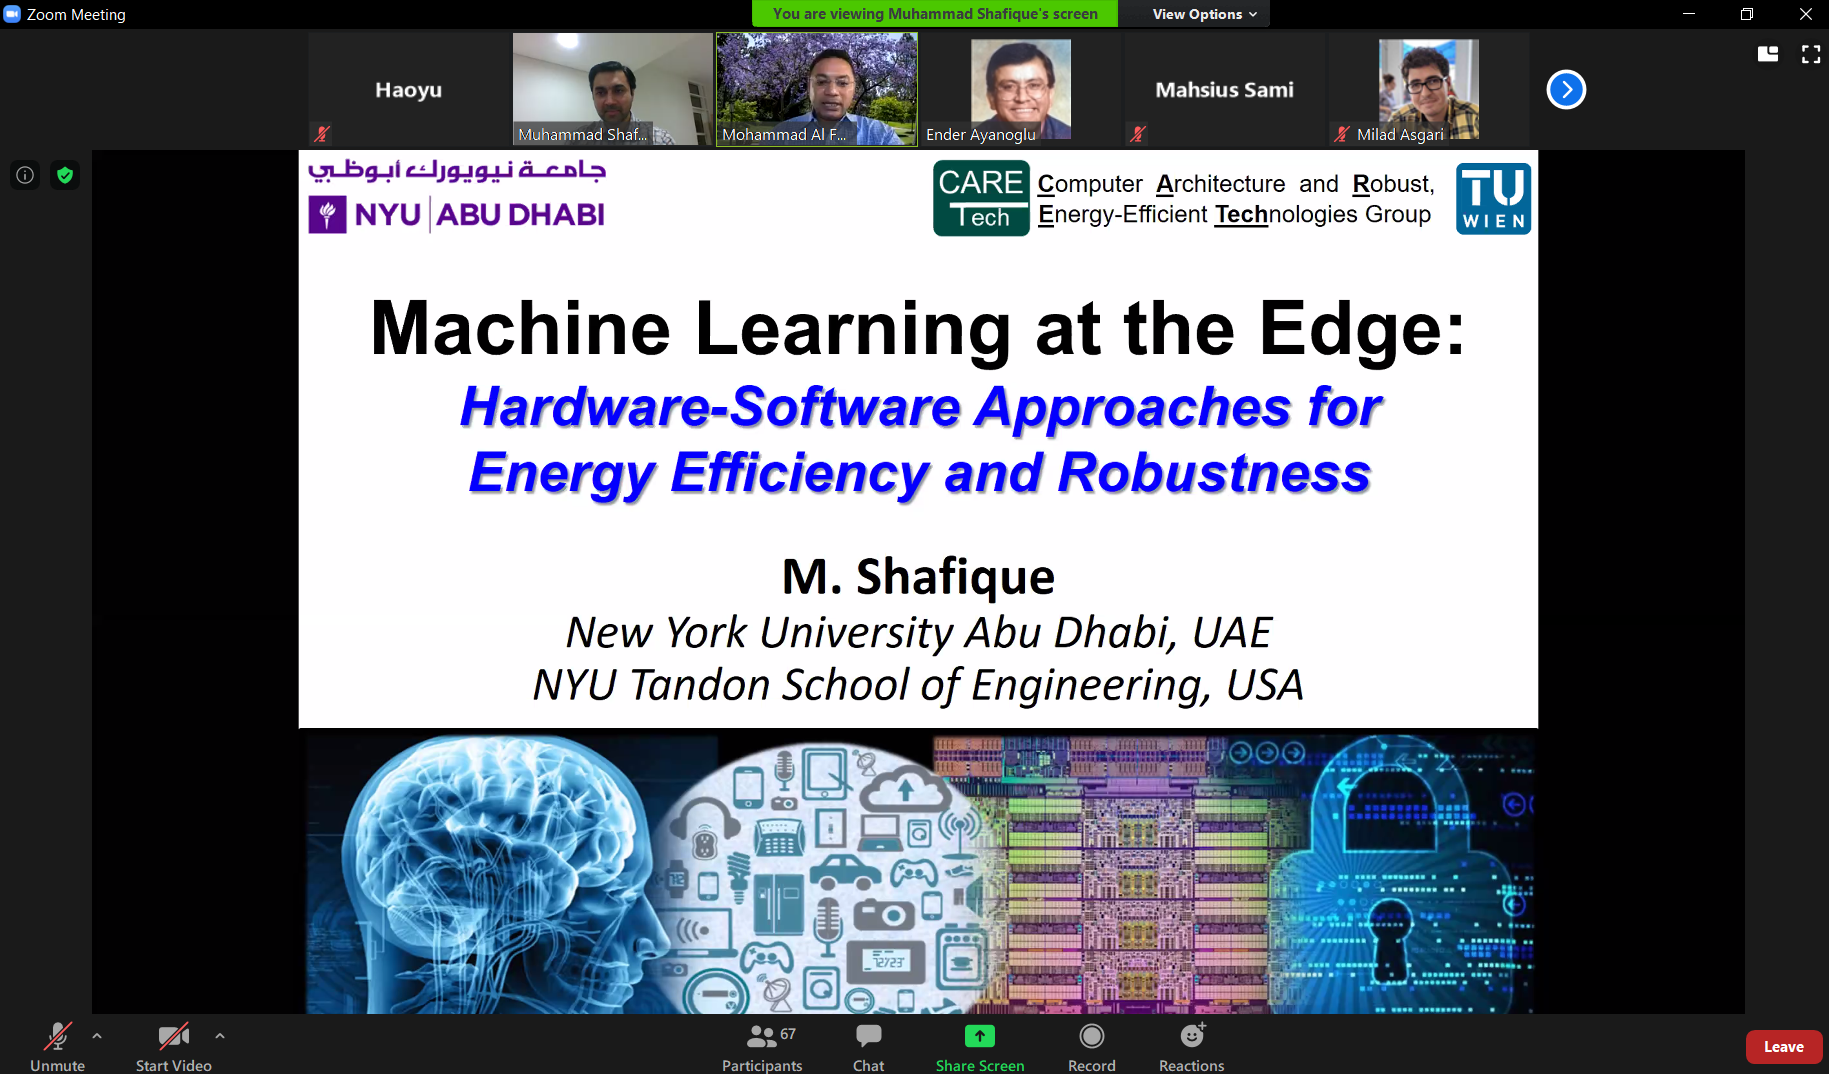 Zoom Meeting
You are viewing Muhammad Shafique's screen
View Options
Haoyu
Muhammad Shaf...
Mohammad Al F...
Ender Ayanoglu
Mahsius Sami
Milad Asgari
جامعة نيويورك أبوظبي
NYU | ABU DHABI
CARE
Tech
Computer Architecture and Robust,
Energy-Efficient Technologies Group
TU
WIEN
Machine Learning at the Edge:
Hardware-Software Approaches for
Energy Efficiency and Robustness
M. Shafique
New York University Abu Dhabi, UAE
NYU Tandon School of Engineering, USA
Unmute
Start Video
67
Participants
Chat
Share Screen
Record
Reactions
Leave